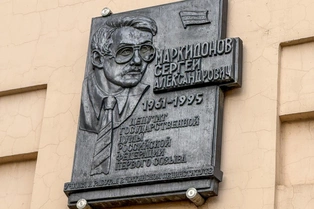 МАРКИДОНОВ
СЕРГЕЙ
АЛЕКСАНДРОВИЧ
1961-1995
ДЕПУТАТ
ГОСУДАРСТВЕННОЙ
ДУМЫ
РОССИЙСКОЙ
ФЕДЕРАЦИИ
ПЕРВОГО СОЗЫВА